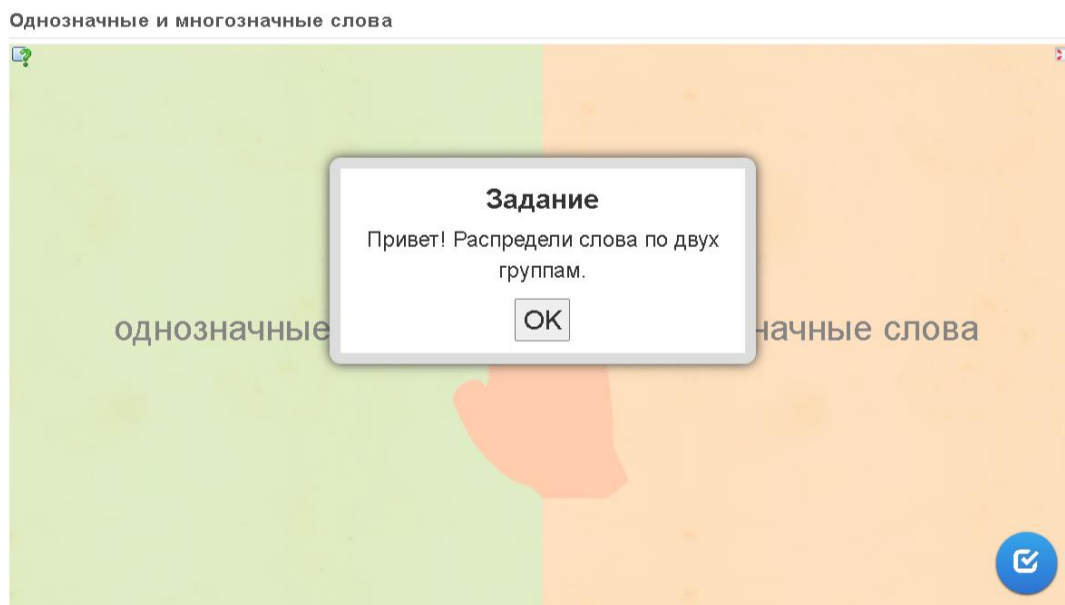 Однозначные и многозначные слова
Задание
Привет! Распредели слова по двух
группам.
OK
однозначные
начные слова